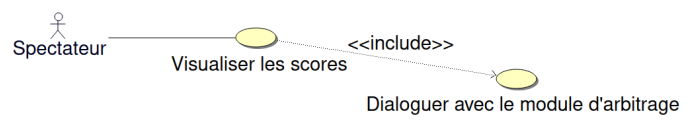 <<include>>
Spectateur
Visualiser les scores
Dialoguer avec le module d'arbitrage